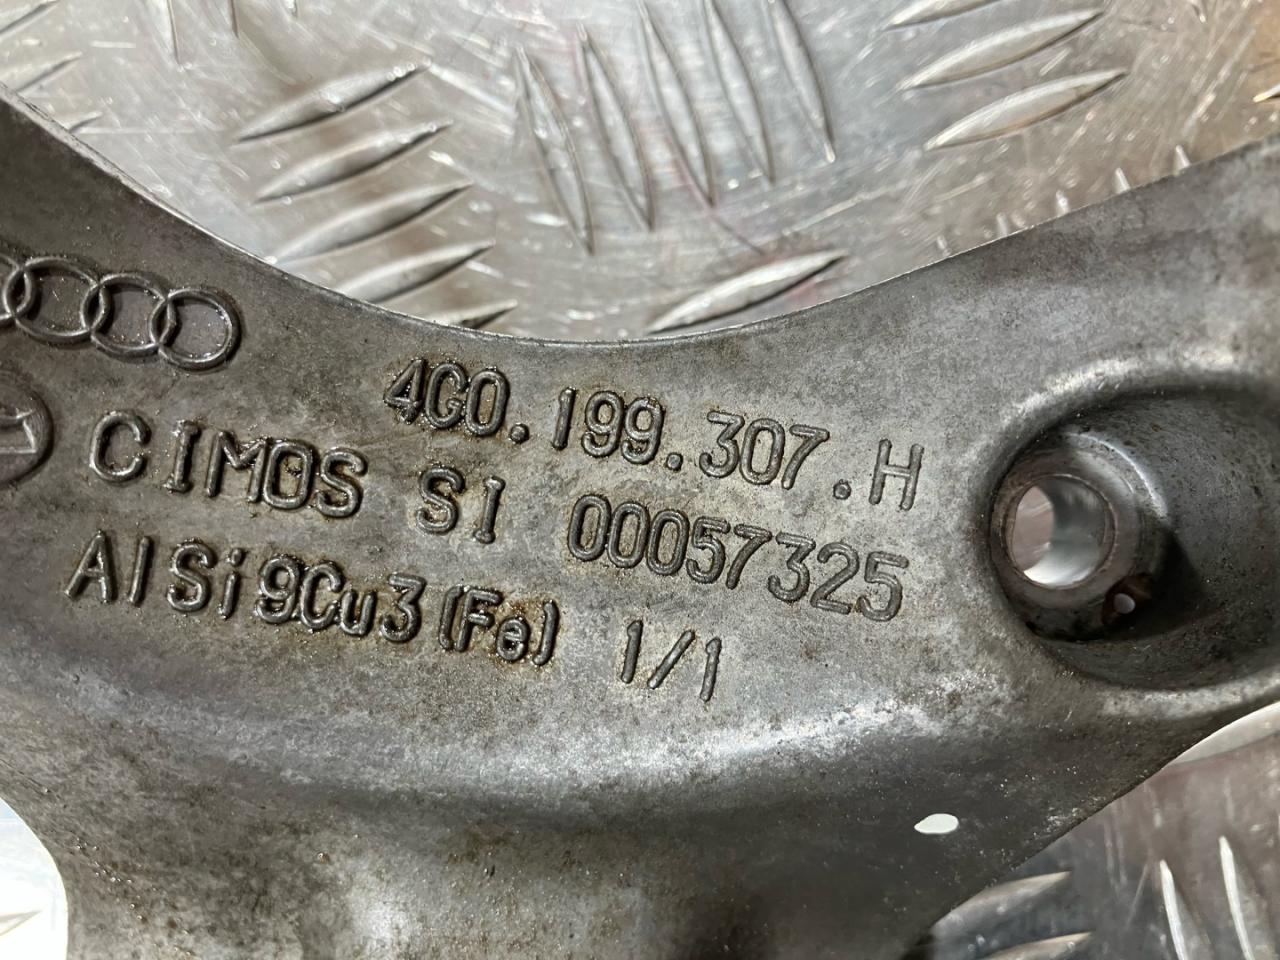 4G0.199.307.H
CIMOS SI 00057325
AlSi9Cu3(Fe) 1/1